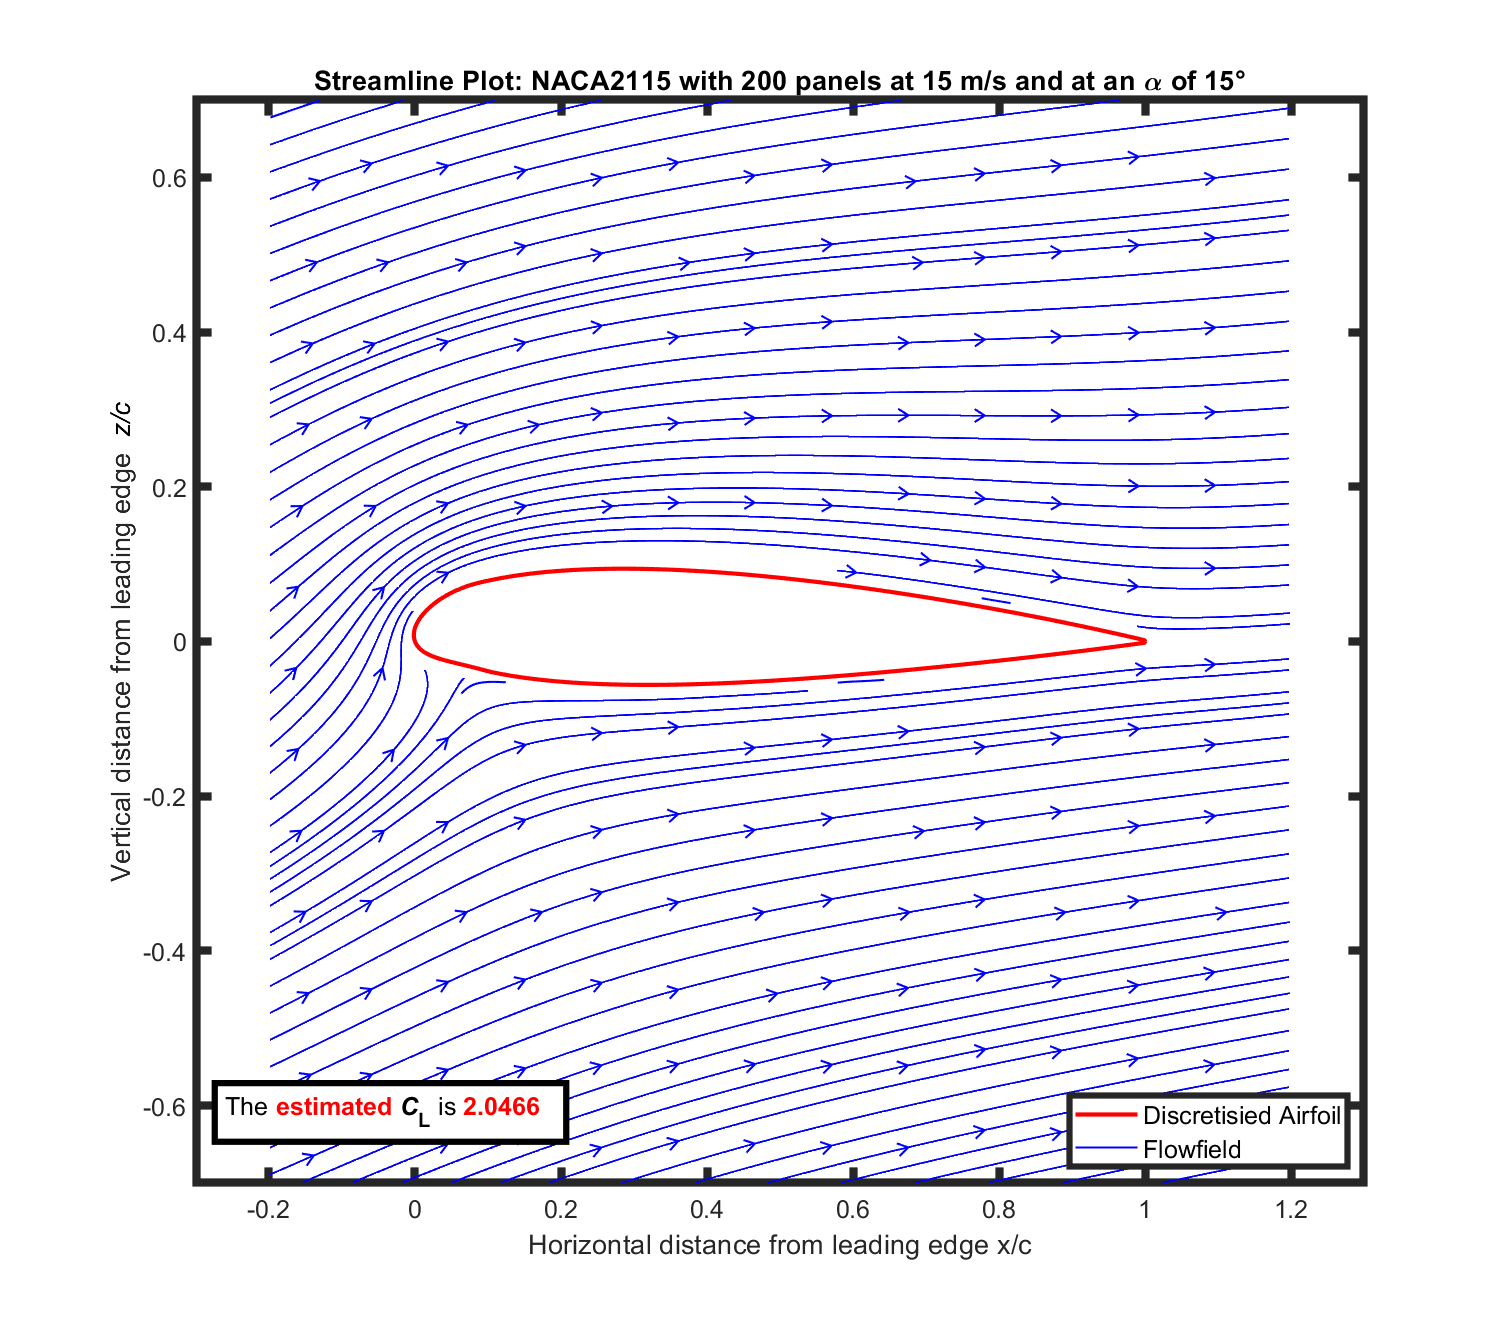 Streamline Plot: NACA2115 with 200 panels at 15 m/s and at an α of 15°
0.6
0.4
0.2
0
-0.2
-0.4
-0.6
Vertical distance from leading edge z/c
The estimated C_L is 2.0466
Discretisied Airfoil
Flowfield
-0.2 0 0.2 0.4 0.6 0.8 1 1.2
Horizontal distance from leading edge x/c